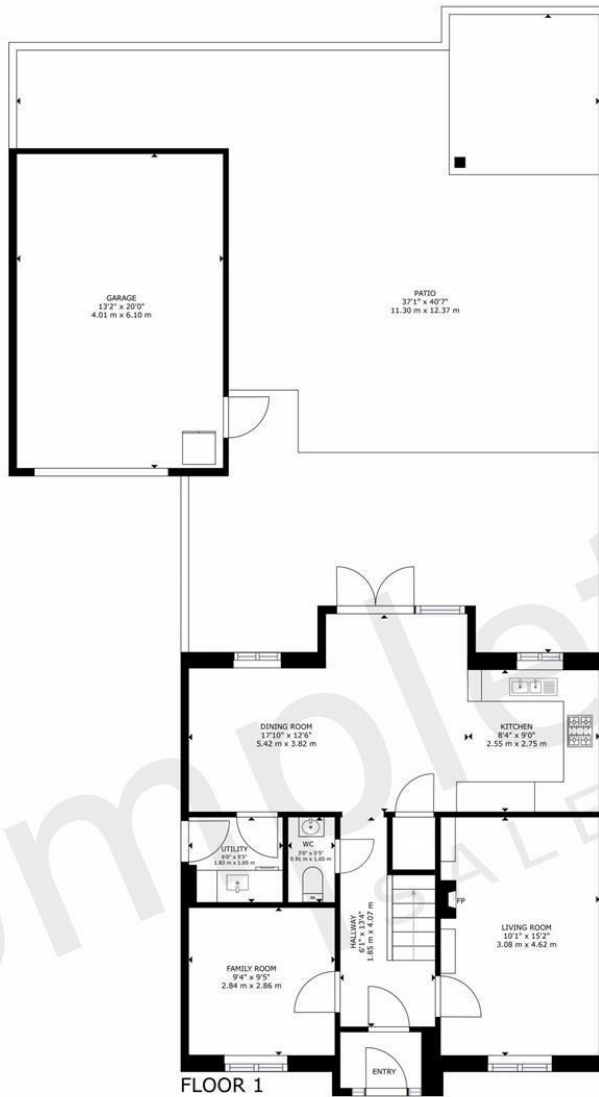 GARAGE
13'2" x 20'0"
4.01 m x 6.10 m
PATIO
37'1" x 40'7"
11.30 m x 12.37 m
DINING ROOM
17'10" x 12'6"
5.42 m x 3.82 m
KITCHEN
8'4" x 9'0"
2.55 m x 2.75 m
UTILITY
6'0" x 5'5"
1.83 m x 1.65 m
WC
3'0" x 5'5"
0.91 m x 1.65 m
HALLWAY
6'1" x 13'4"
1.85 m x 4.07 m
FP
LIVING ROOM
10'1" x 15'2"
3.08 m x 4.62 m
FAMILY ROOM
9'4" x 9'5"
2.84 m x 2.86 m
ENTRY
FLOOR 1
omplet
SALE